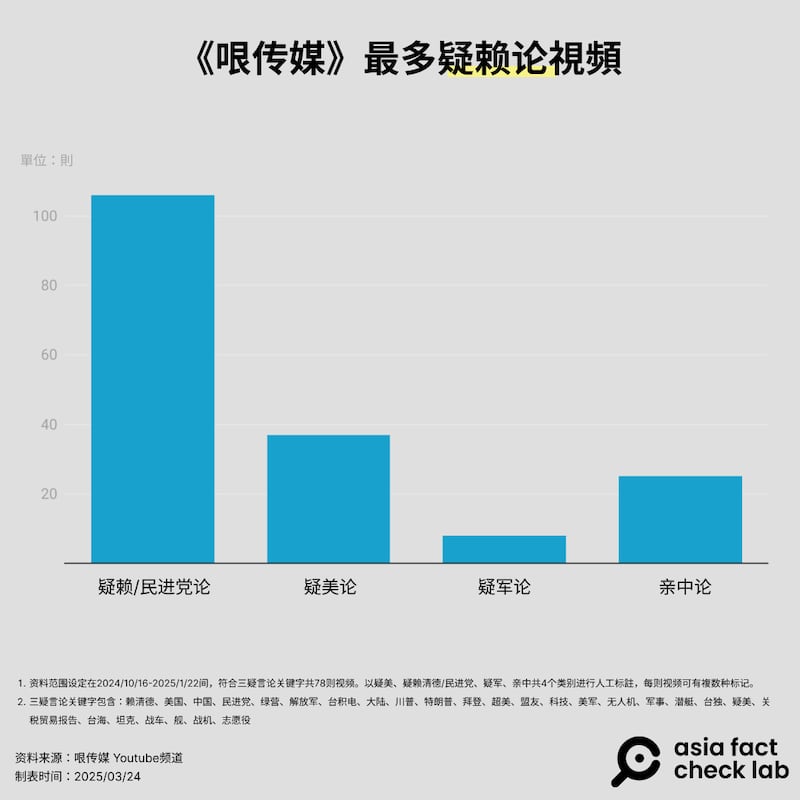 《哏传媒》最多疑赖论視頻
單位：則
100
80
60
40
20
疑赖/民进党论
疑美论
疑军论
亲中论
1. 资料范围设定在2024/10/16-2025/1/22间，符合三疑言论关键字共78则视频。以疑美、疑赖清德/民进党、疑军、亲中共4个类别进行人工标註，每则视频可有複数种标记。
2. 三疑言论关键字包含：赖清德、美国、中国、民进党、绿营、解放军、台积电、大陆、川普、特朗普、拜登、超美、盟友、科技、美军、无人机、军事、潜艇、台独、疑美、关
税贸易报告、台海、坦克、战车、舰、战机、志愿役
资料来源：哏传媒 Youtube频道
制表时间：2025/03/24
asia fact
check lab